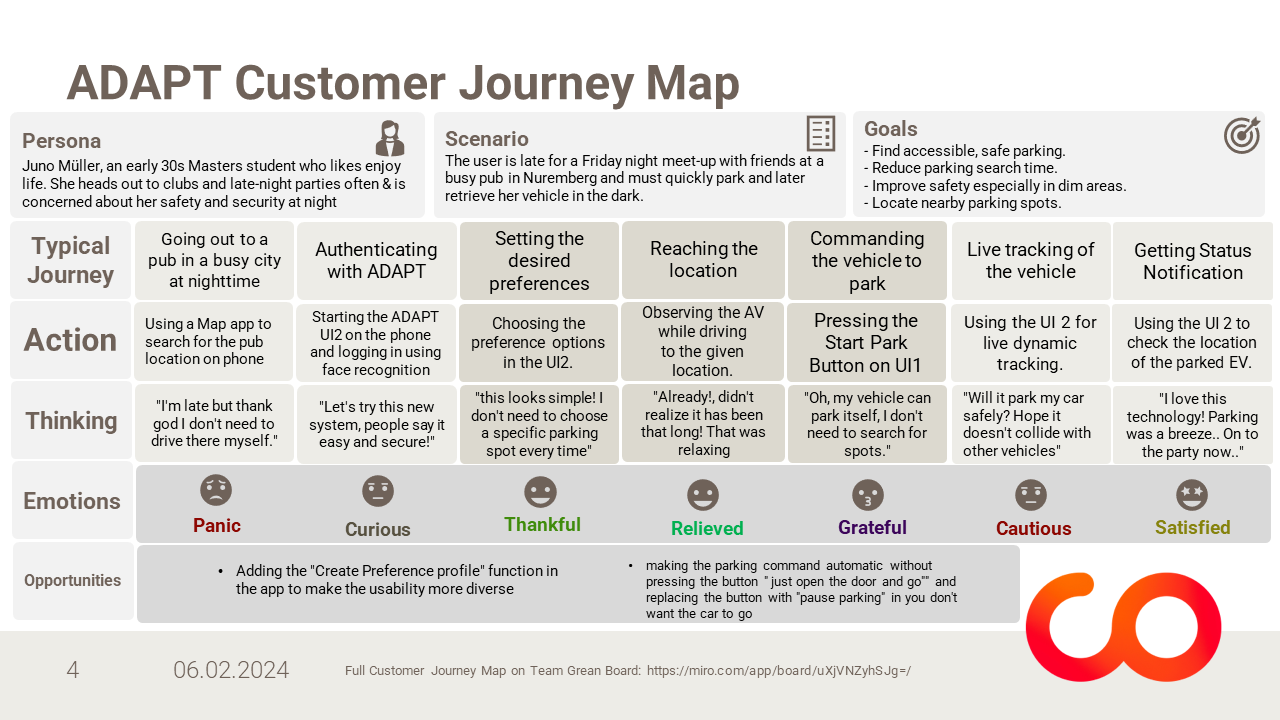 ADAPT Customer Journey Map
Persona
Juno Müller, an early 30s Masters student who likes enjoy
life. She heads out to clubs and late-night parties often & is
concerned about her safety and security at night
Scenario
The user is late for a Friday night meet-up with friends at a
busy pub in Nuremberg and must quickly park and later
retrieve her vehicle in the dark.
Goals
- Find accessible, safe parking.
- Reduce parking search time.
- Improve safety especially in dim areas.
- Locate nearby parking spots.
Typical
Journey
Going out to a
pub in a busy city
at nighttime
Authenticating
with ADAPT
Setting the
desired
preferences
Reaching the
location
Commanding
the vehicle to
park
Live tracking of
the vehicle
Getting Status
Notification
Action
Using a Map app to
search for the pub
location on phone
Starting the ADAPT
UI2 on the phone
and logging in using
face recognition
Choosing the
preference options
in the UI2.
Observing the AV
while driving
to the given
location.
Pressing the
Start Park
Button on UI1
Using the UI 2 for
live dynamic
tracking.
Using the UI 2 to
check the location
of the parked EV.
Thinking
"I'm late but thank
god I don't need to
drive there myself."
"Let's try this new
system, people say it
easy and secure!"
"this looks simple! I
don't need to choose
a specific parking
spot every time"
"Already!, didn't
realize it has been
that long! That was
relaxing
"Oh, my vehicle can
park itself, I don't
need to search for
spots."
"Will it park my car
safely? Hope it
doesn't collide with
other vehicles"
"I love this
technology! Parking
was a breeze.. On to
the party now.."
Emotions
Panic
Curious
Thankful
Relieved
Grateful
Cautious
Satisfied
Opportunities
• Adding the "Create Preference profile" function in
the app to make the usability more diverse
• making the parking command automatic without
pressing the button " just open the door and go"" and
replacing the button with "pause parking" in you don't
want the car to go
4
06.02.2024
Full Customer Journey Map on Team Grean Board: https://miro.com/app/board/uXjVNZyhSJg=/